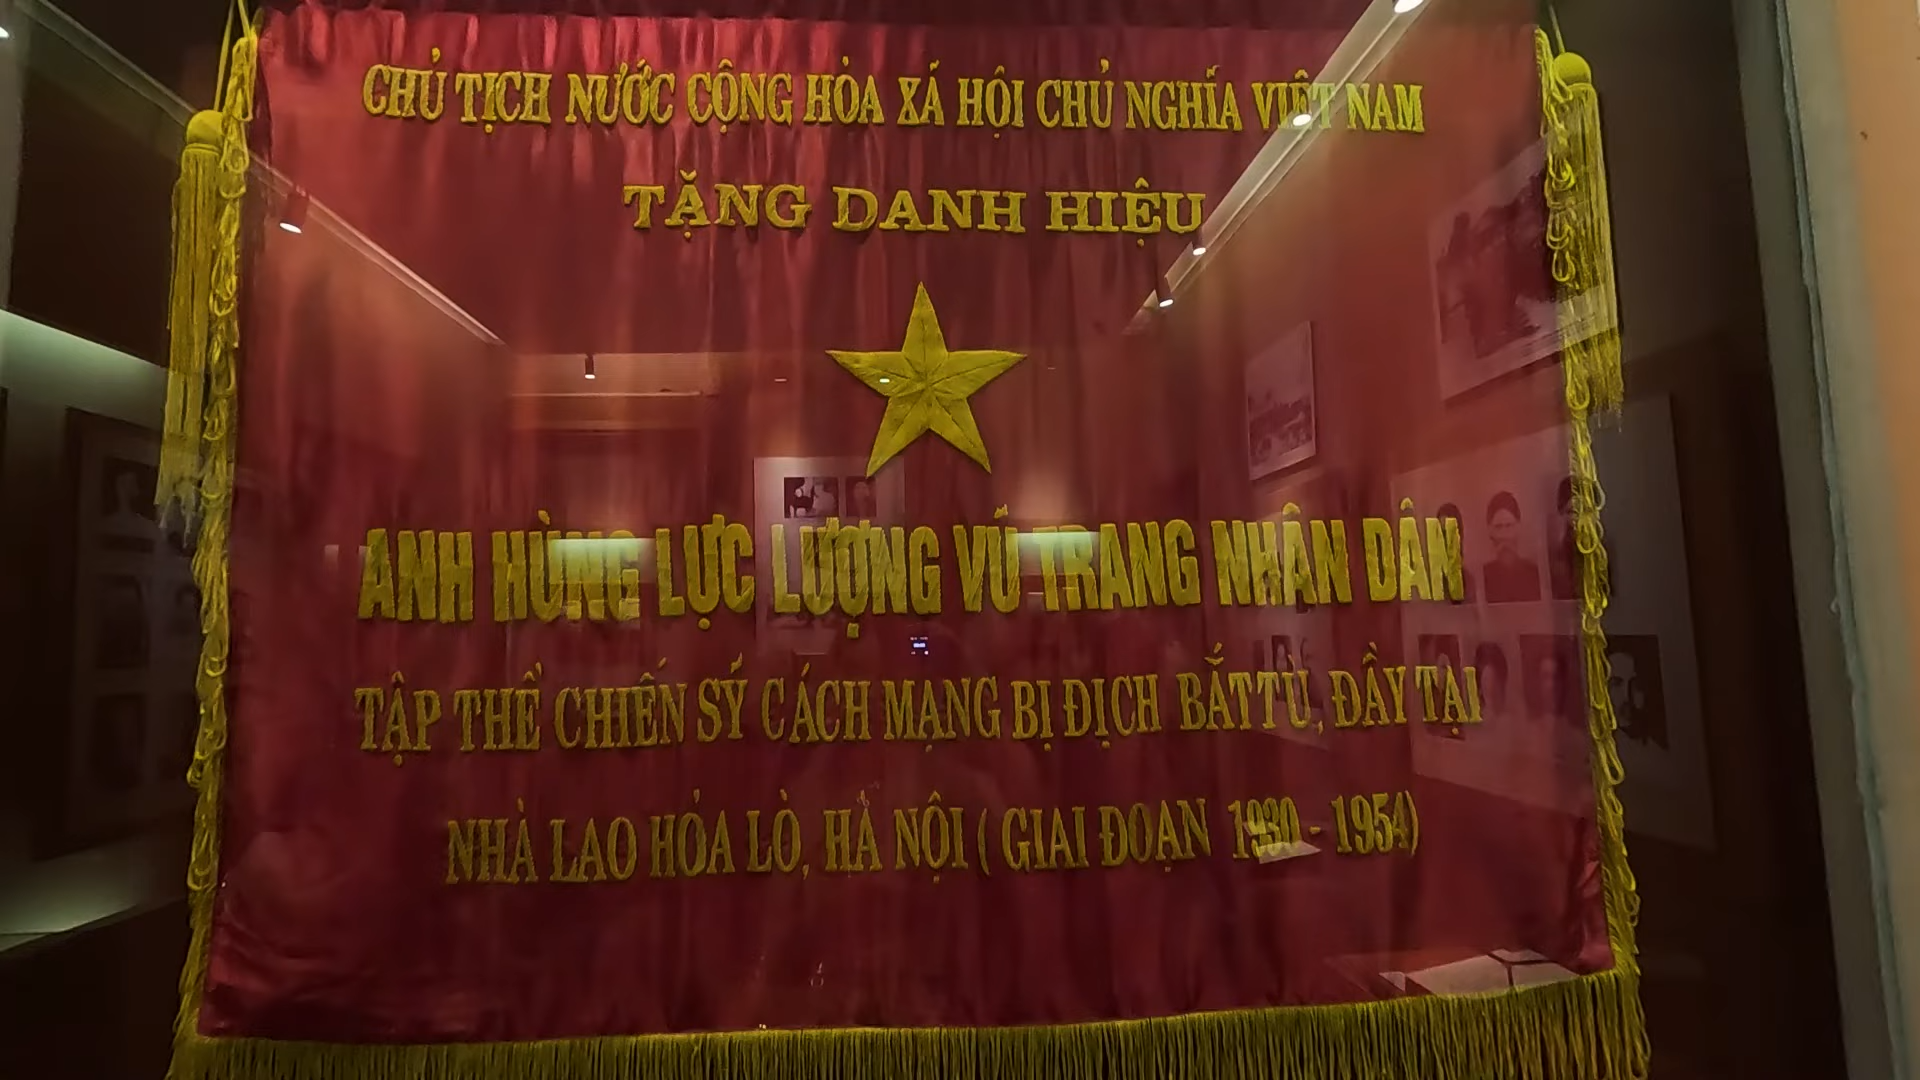 CHỦ TỊCH NƯỚC CỘNG HÒA XÃ HỘI CHỦ NGHĨA VIỆT NAM
TẶNG DANH HIỆU
ANH HÙNG LỰC LƯỢNG VŨ TRANG NHÂN DÂN
TẬP THỂ CHIẾN SỸ CÁCH MẠNG BỊ ĐỊCH BẮT TÙ, ĐẦY TẠI
NHÀ LAO HỎA LÒ, HÀ NỘI ( GIAI ĐOẠN 1930 - 1954)